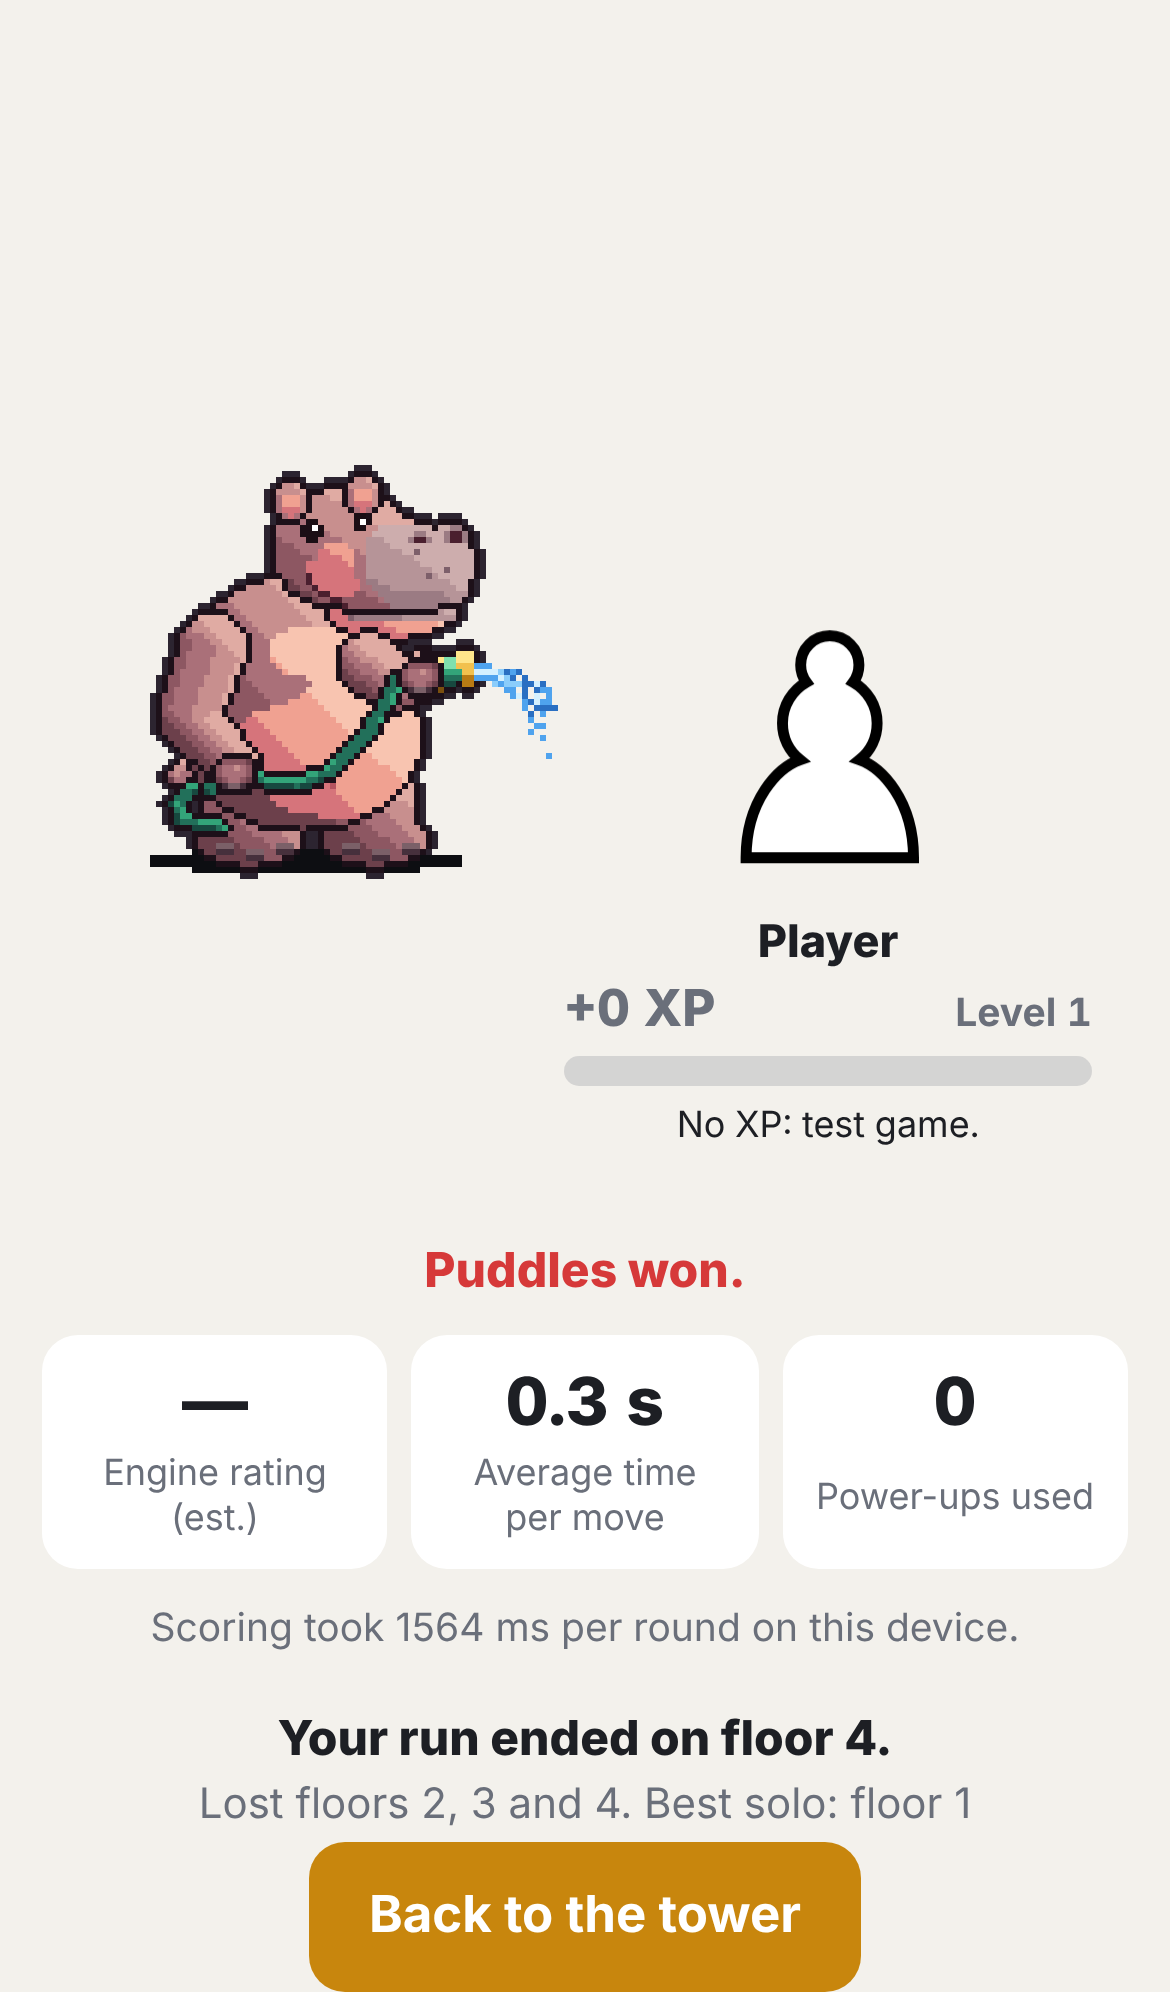 Player
+0 XP Level 1
No XP: test game.
Puddles won.
—
Engine rating
(est.)
0.3 s
Average time
per move
0
Power-ups used
Scoring took 1564 ms per round on this device.
Your run ended on floor 4.
Lost floors 2, 3 and 4. Best solo: floor 1
Back to the tower